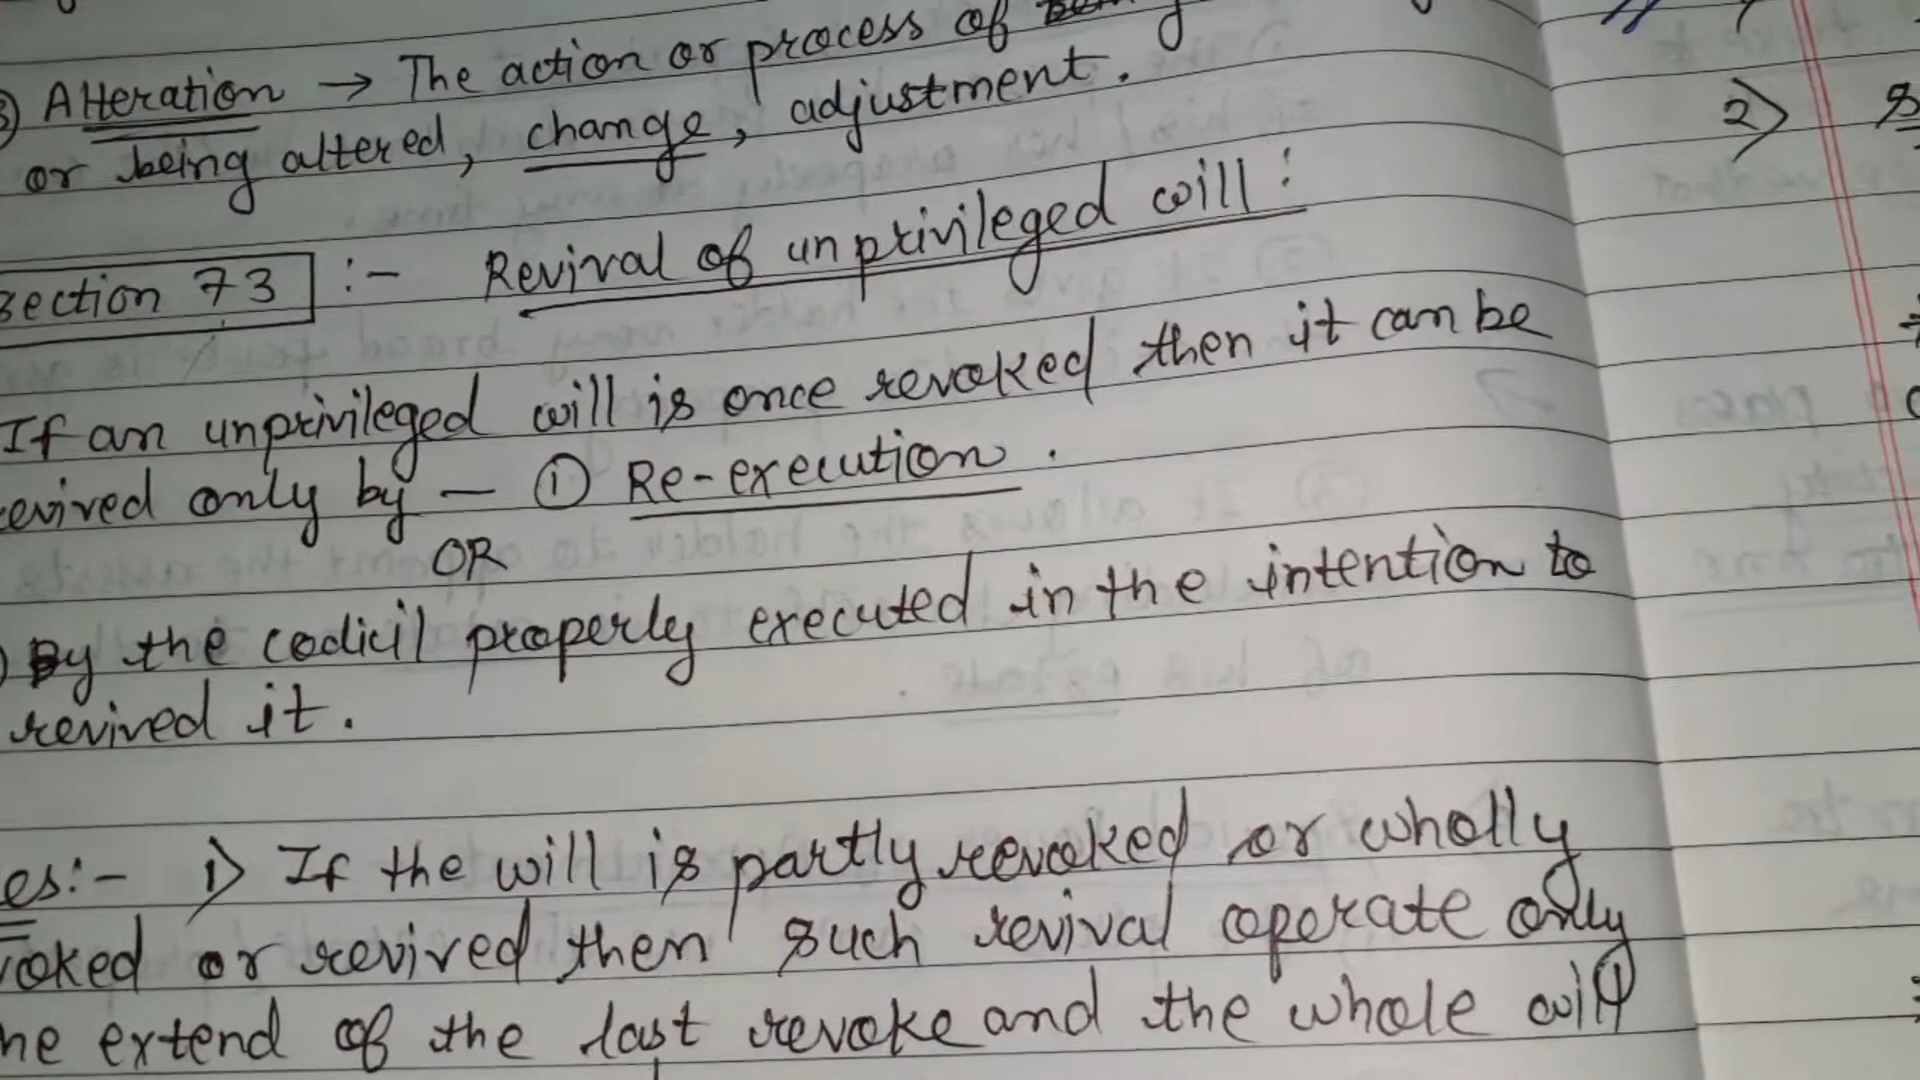 Alteration → The action or process of
or being altered, change, adjustment.
Section 73 :- Revival of unprivileged will :
If an unprivileged will is once revoked then it can be
revived only by — ① Re-execution.
OR
By the codicil properly executed in the intention to
revived it.
es:- 1) If the will is partly revoked or wholly
voked or revived then such revival operate only
he extend of the last revoke and the whole will
2)